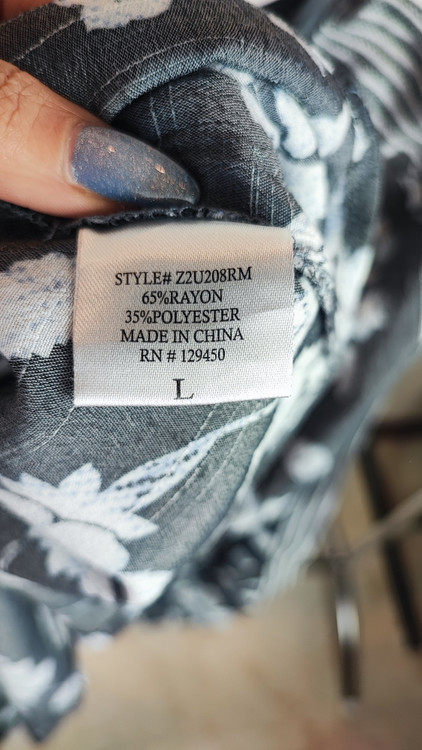 STYLE# Z2U208RM
65%RAYON
35%POLYESTER
MADE IN CHINA
RN # 129450
L